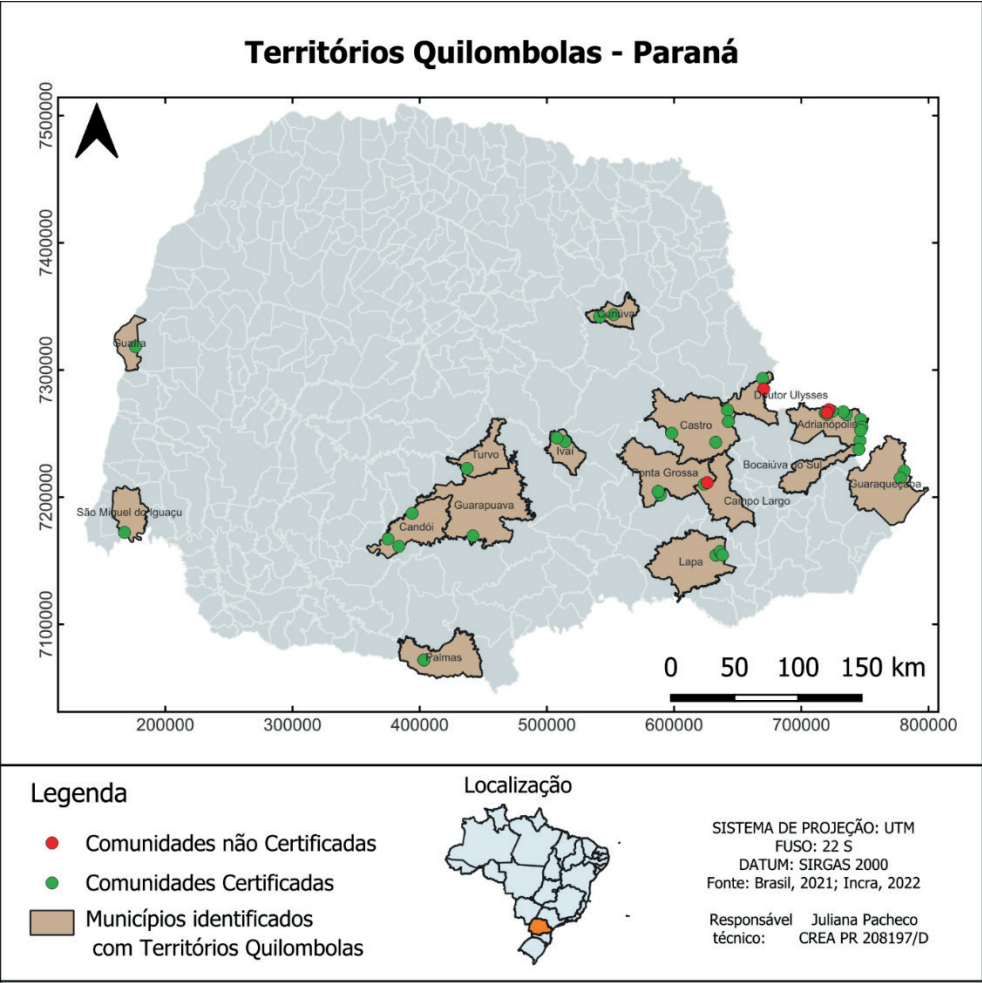 Territórios Quilombolas - Paraná
7500000
7400000
7300000
7200000
7100000
Guaíra
Curiúva
Doutor Ulysses
Castro
Adrianópolis
Turvo
Ivaí
Ponta Grossa
Bocaiúva do Sul
Guaraqueçaba
São Miguel do Iguaçu
Guarapuava
Campo Largo
Candói
Lapa
Palmas
0 50 100 150 km
200000 300000 400000 500000 600000 700000 800000
Legenda
Comunidades não Certificadas
Comunidades Certificadas
Municípios identificados
com Territórios Quilombolas
Localização
SISTEMA DE PROJEÇÃO: UTM
FUSO: 22 S
DATUM: SIRGAS 2000
Fonte: Brasil, 2021; Incra, 2022
Responsável Juliana Pacheco
técnico: CREA PR 208197/D